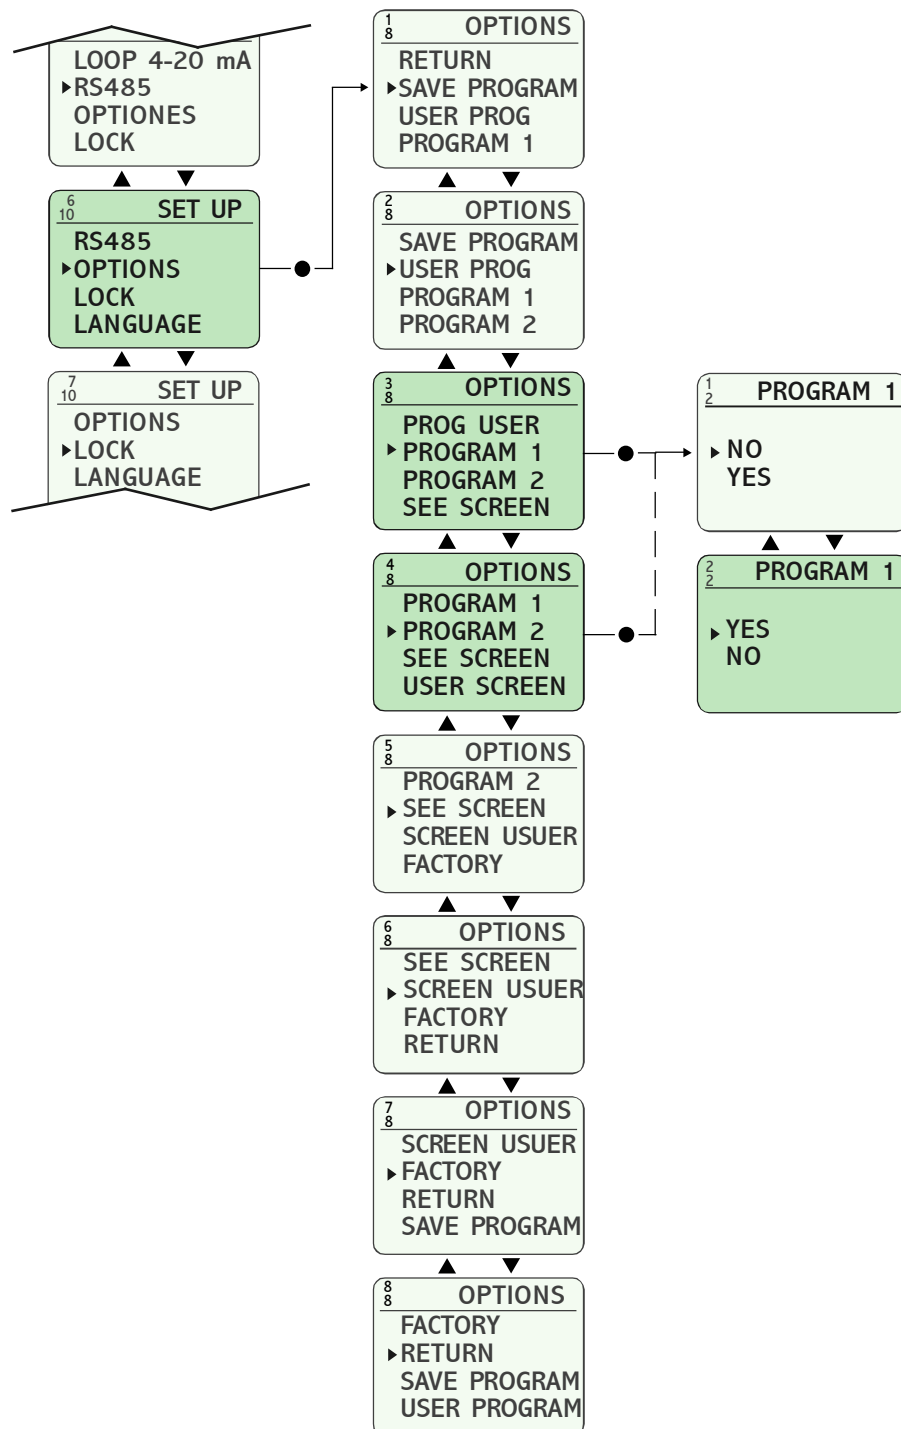 LOOP 4-20 mA
RS485
OPTIONES
LOCK
6
10
SET UP
RS485
OPTIONS
LOCK
LANGUAGE
7
10
SET UP
OPTIONS
LOCK
LANGUAGE
1
8
OPTIONS
RETURN
SAVE PROGRAM
USER PROG
PROGRAM 1
2
8
OPTIONS
SAVE PROGRAM
USER PROG
PROGRAM 1
PROGRAM 2
3
8
OPTIONS
PROG USER
PROGRAM 1
PROGRAM 2
SEE SCREEN
4
8
OPTIONS
PROGRAM 1
PROGRAM 2
SEE SCREEN
USER SCREEN
5
8
OPTIONS
PROGRAM 2
SEE SCREEN
SCREEN USUER
FACTORY
6
8
OPTIONS
SEE SCREEN
SCREEN USUER
FACTORY
RETURN
7
8
OPTIONS
SCREEN USUER
FACTORY
RETURN
SAVE PROGRAM
8
8
OPTIONS
FACTORY
RETURN
SAVE PROGRAM
USER PROGRAM
1
2
PROGRAM 1
NO
YES
2
2
PROGRAM 1
YES
NO